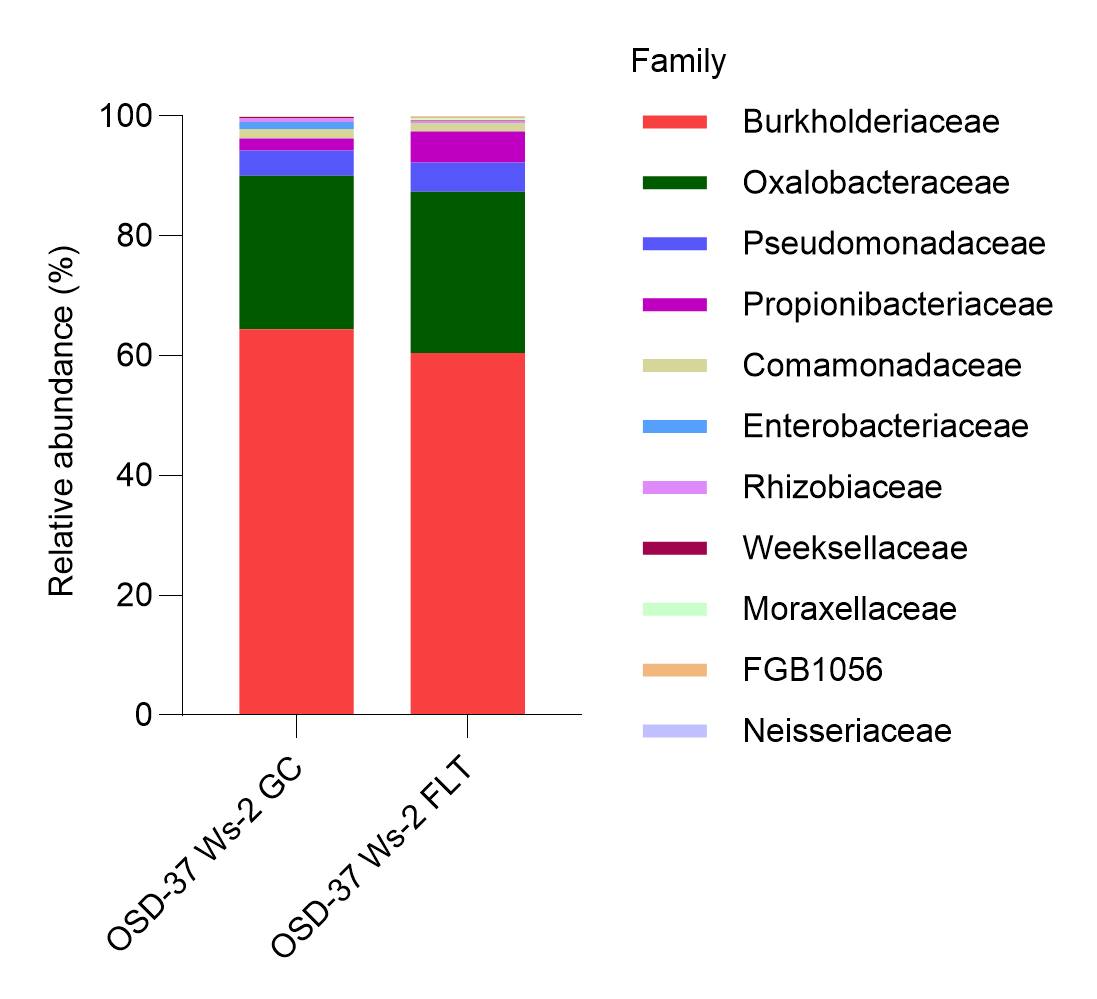 Family
Burkholderiaceae
Oxalobacteraceae
Pseudomonadaceae
Propionibacteriaceae
Comamonadaceae
Enterobacteriaceae
Rhizobiaceae
Weeksellaceae
Moraxellaceae
FGB1056
Neisseriaceae
Relative abundance (%)
100
80
60
40
20
0
OSD-37 Ws-2 GC
OSD-37 Ws-2 FLT